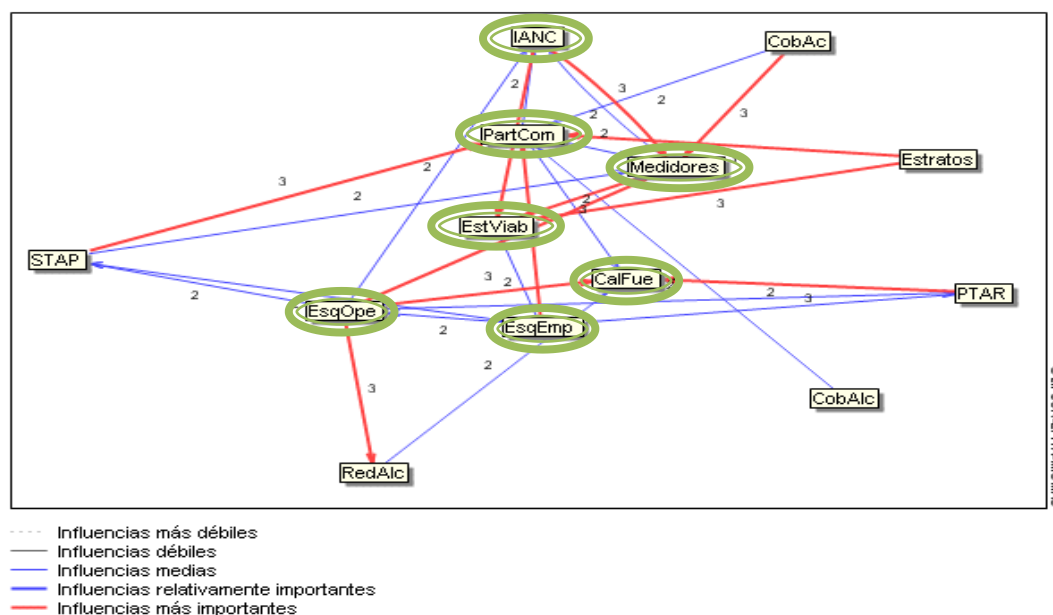 IANC
CobAc
2
3
2
2
3
PartCom
2
Medidores
Estratos
3
2
2
2
3
3
EstViab
STAP
3
2
CalFue
2
3
PTAR
2
EsqOpe
2
EsqEmp
2
3
CobAlc
RedAlc
Influencias más débiles
Influencias débiles
Influencias medias
Influencias relativamente importantes
Influencias más importantes